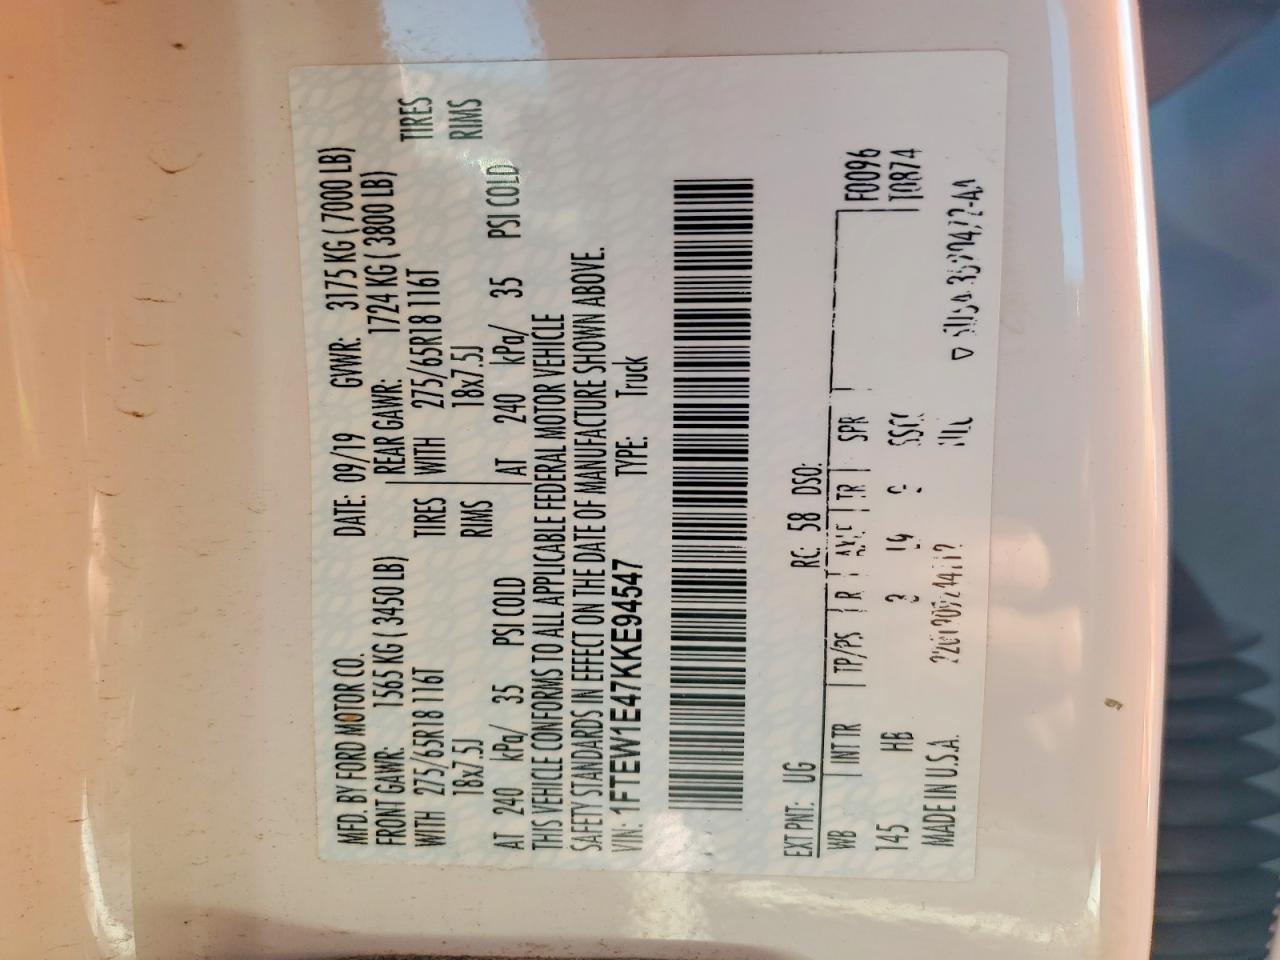 MFD. BY FORD MOTOR CO.
DATE: 09/19 GVWR: 3175 KG ( 7000 LB)
FRONT GAWR: 1565 KG ( 3450 LB) REAR GAWR: 1724 KG ( 3800 LB)
WITH 275/65R18 116T TIRES WITH 275/65R18 116T TIRES
18x7.5J RIMS 18x7.5J RIMS
AT 240 kPa/ 35 PSI COLD AT 240 kPa/ 35 PSI COLD
THIS VEHICLE CONFORMS TO ALL APPLICABLE FEDERAL MOTOR VEHICLE
SAFETY STANDARDS IN EFFECT ON THE DATE OF MANUFACTURE SHOWN ABOVE.
VIN: 1FTEW1E47KKE94547 TYPE: Truck
EXT PNT: UG RC: 58 DSO:
WB INT TR TP/PS R AXLE TR SPR F0096
145 HB 3 T0874
MADE IN U.S.A.